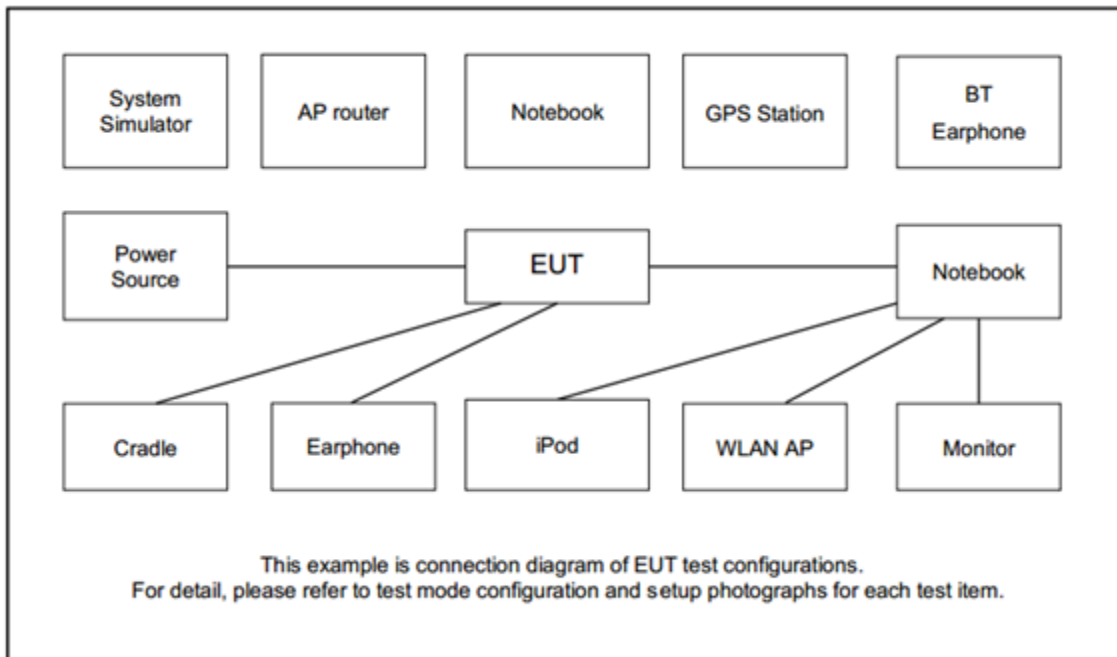 System
Simulator
AP router
Notebook
GPS Station
BT
Earphone
Power
Source
EUT
Notebook
Cradle
Earphone
iPod
WLAN AP
Monitor
This example is connection diagram of EUT test configurations.
For detail, please refer to test mode configuration and setup photographs for each test item.